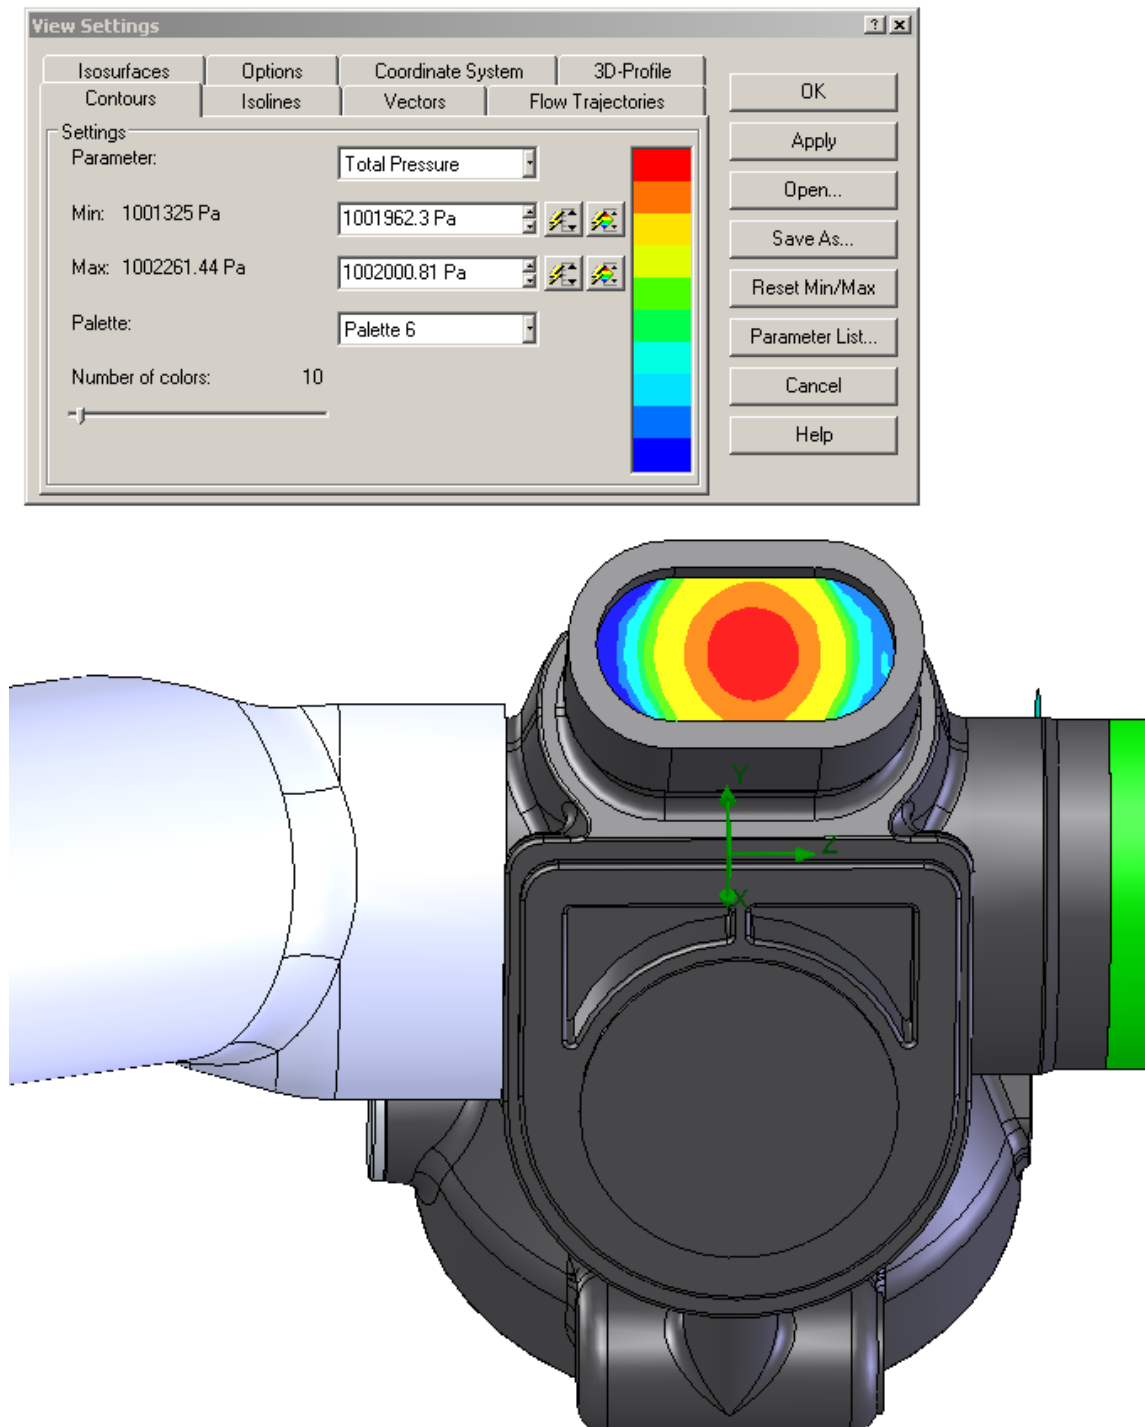 View Settings
Isosurfaces Options Coordinate System 3D-Profile
Contours Isolines Vectors Flow Trajectories
OK
Settings
Parameter: Total Pressure
Apply
Open...
Min: 1001325 Pa 1001962.3 Pa
Save As...
Max: 1002261.44 Pa 1002000.81 Pa
Reset Min/Max
Palette: Palette 6
Parameter List...
Number of colors: 10
Cancel
Help
Y
Z
X